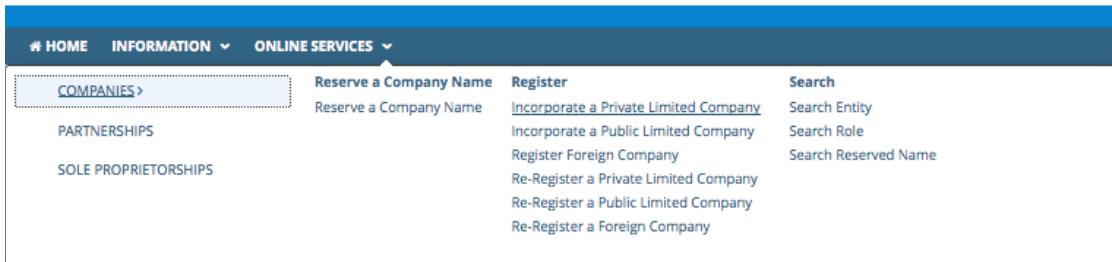 HOME INFORMATION ONLINE SERVICES
COMPANIES >
PARTNERSHIPS
SOLE PROPRIETORSHIPS
Reserve a Company Name
Reserve a Company Name
Register
Incorporate a Private Limited Company
Incorporate a Public Limited Company
Register Foreign Company
Re-Register a Private Limited Company
Re-Register a Public Limited Company
Re-Register a Foreign Company
Search
Search Entity
Search Role
Search Reserved Name